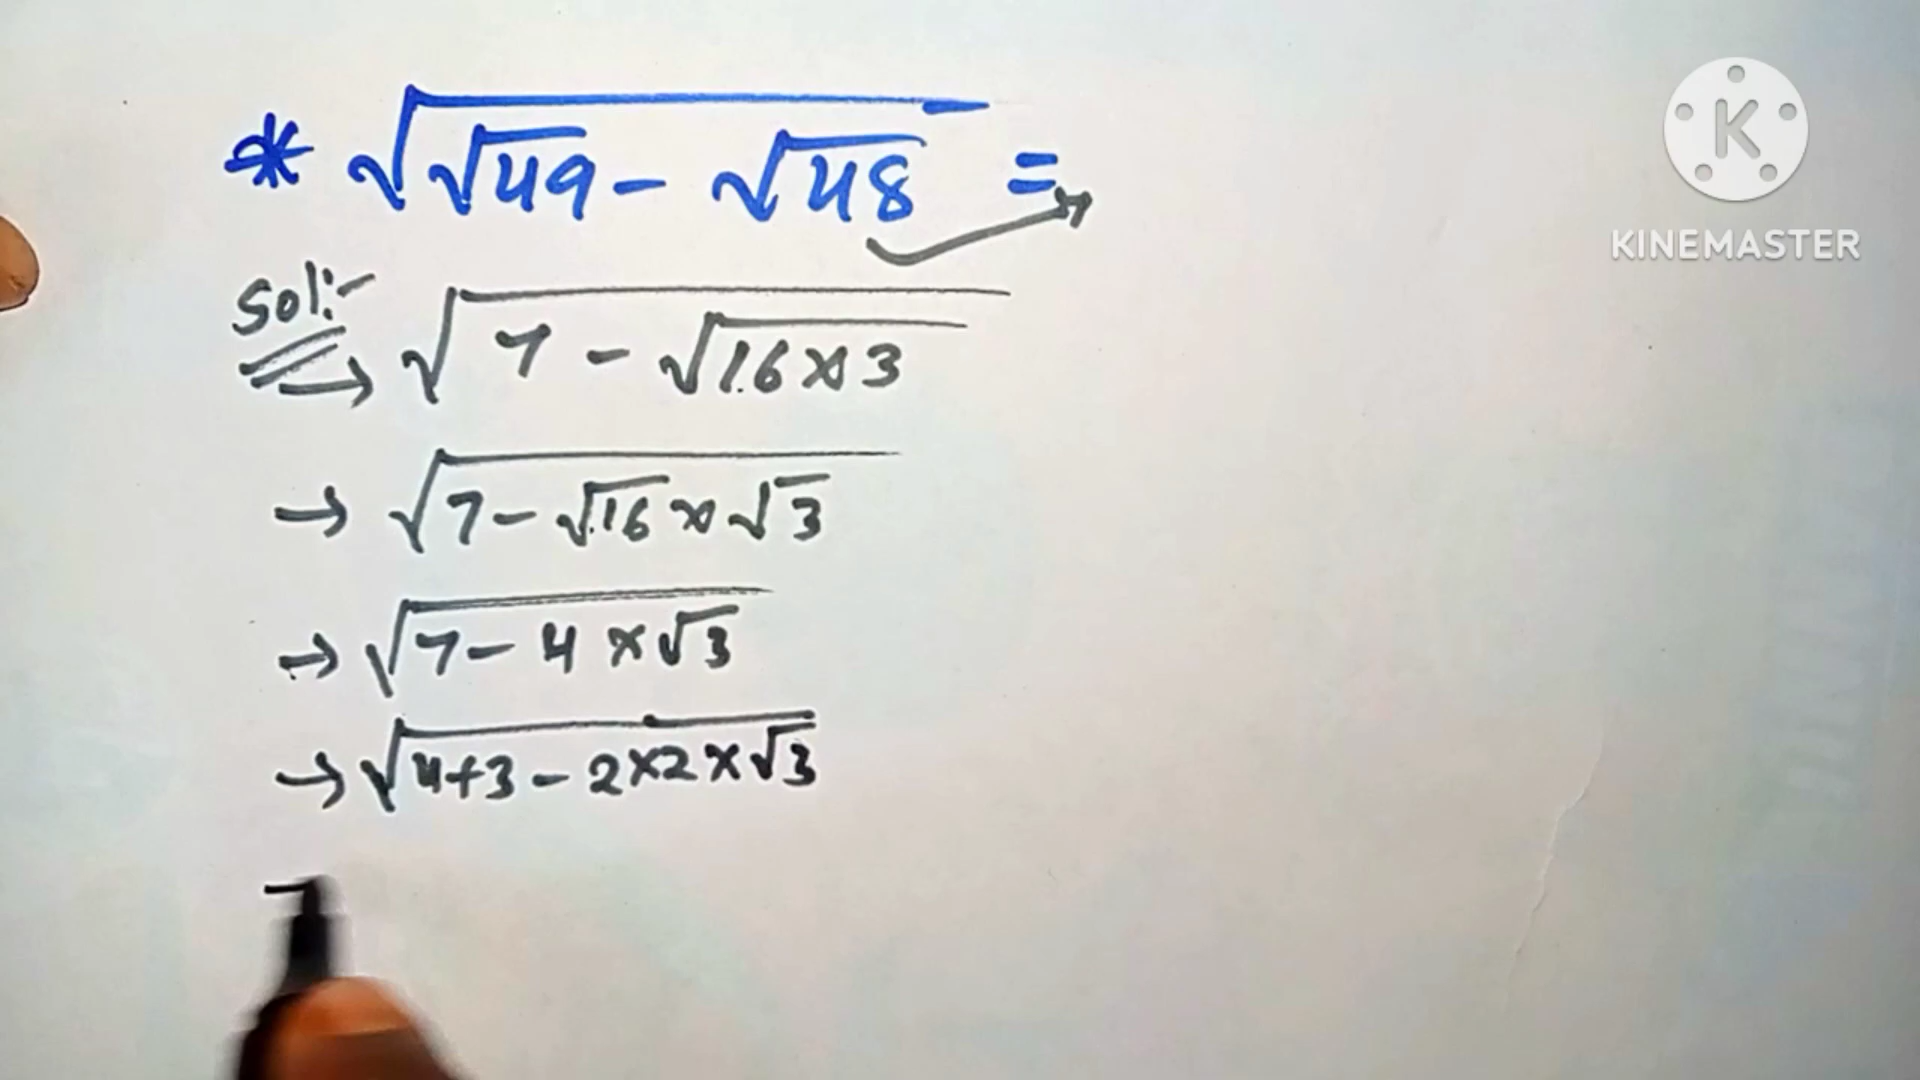 * √(√49 - √48) =
Sol:-
→ √(7 - √(16×3))
→ √(7 - √16 × √3)
→ √(7 - 4 × √3)
→ √(4+3 - 2×2×√3)
K
KINEMASTER